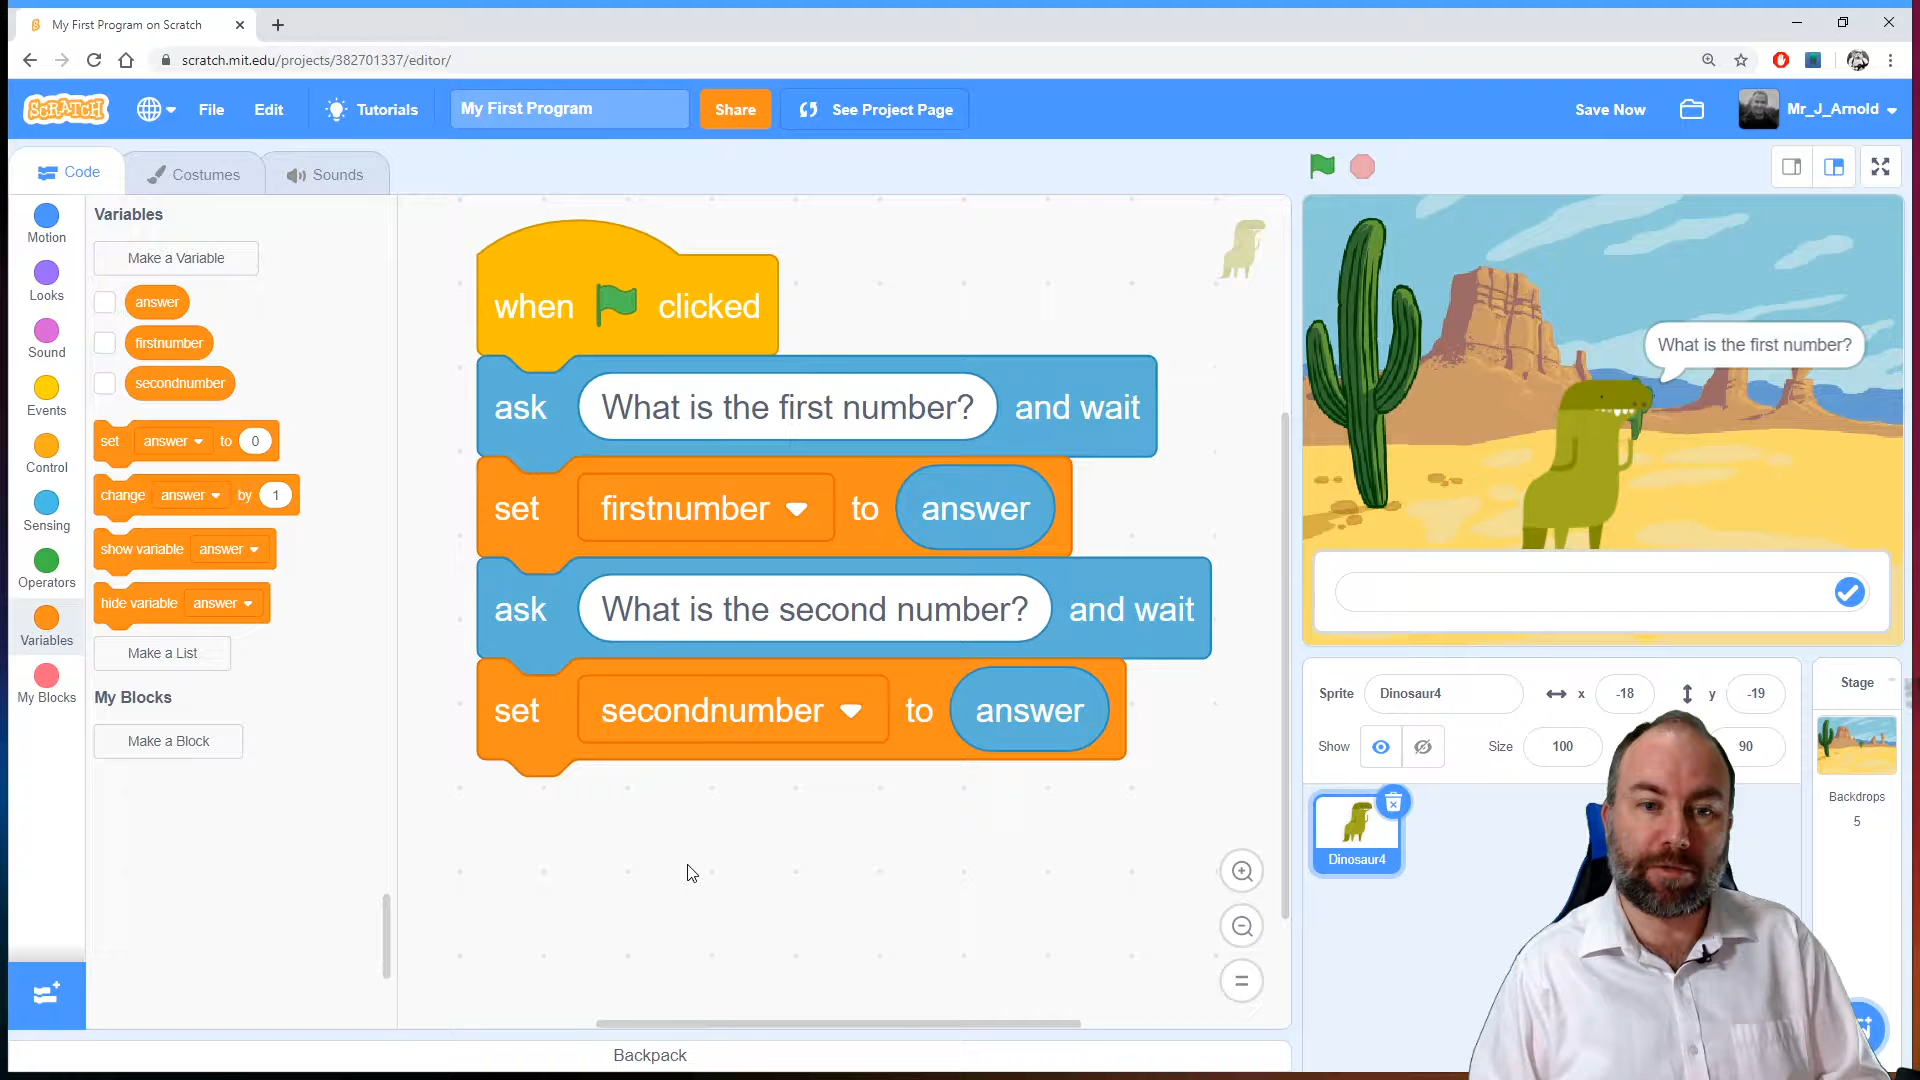 My First Program on Scratch
scratch.mit.edu/projects/382701337/editor/
SCRATCH
File
Edit
Tutorials
My First Program
Share
See Project Page
Save Now
Mr_J_Arnold
Code
Costumes
Sounds
Motion
Looks
Sound
Events
Control
Sensing
Operators
Variables
My Blocks
Variables
Make a Variable
answer
firstnumber
secondnumber
set answer to 0
change answer by 1
show variable answer
hide variable answer
Make a List
My Blocks
Make a Block
when clicked
ask What is the first number? and wait
set firstnumber to answer
ask What is the second number? and wait
set secondnumber to answer
Backpack
What is the first number?
Sprite Dinosaur4 x -18 y -19
Show Size 100 90
Dinosaur4
Stage
Backdrops
5